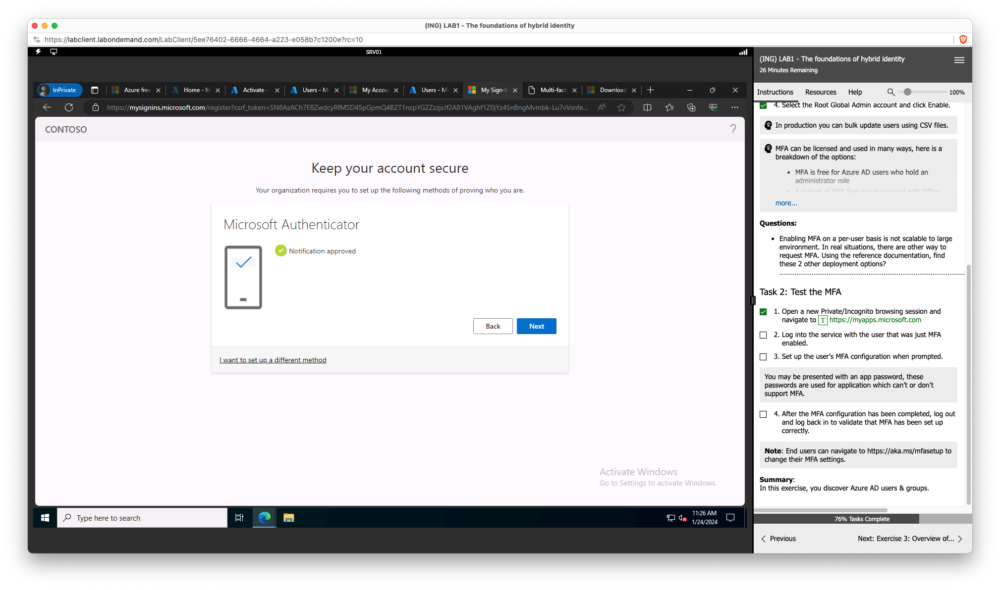 (ING) LAB1 - The foundations of hybrid identity
https://labclient.labondemand.com/LabClient/5ee76402-6666-4664-a223-e058b7c1200e?rc=10
SRV01
InPrivate
Azure free
Home - M
Activate -
Users - Mi
My Accou
Users - Mi
My Sign-In
Multi-facto
Download
https://mysignins.microsoft.com/register?csrf_token=SN8AzACh7EBZwdcyRfMSD4SpGpmQ4BZT1nzpYGZZzzjsJf2A81VAghf1Z0jYz4SnBngMvmbk-Lu7vVsnfe...
CONTOSO
?
Keep your account secure
Your organization requires you to set up the following methods of proving who you are.
Microsoft Authenticator
Notification approved
Back
Next
I want to set up a different method
Activate Windows
Go to Settings to activate Windows.
Type here to search
11:26 AM
1/24/2024
(ING) LAB1 - The foundations of hybrid identity
26 Minutes Remaining
Instructions
Resources
Help
100%
4. Select the Root Global Admin account and click Enable.
In production you can bulk update users using CSV files.
MFA can be licensed and used in many ways, here is a
breakdown of the options:
• MFA is free for Azure AD users who hold an
administrator role
• A subset of MFA features is licensed with Office
more...
Questions:
• Enabling MFA on a per-user basis is not scalable to large
environment. In real situations, there are other way to
request MFA. Using the reference documentation, find
these 2 other deployment options?
Task 2: Test the MFA
1. Open a new Private/Incognito browsing session and
navigate to T https://myapps.microsoft.com
2. Log into the service with the user that was just MFA
enabled.
3. Set up the user's MFA configuration when prompted.
You may be presented with an app password, these
passwords are used for application which can’t or don’t
support MFA.
4. After the MFA configuration has been completed, log out
and log back in to validate that MFA has been set up
correctly.
Note: End users can navigate to https://aka.ms/mfasetup to
change their MFA settings.
Summary:
In this exercise, you discover Azure AD users & groups.
76% Tasks Complete
Previous
Next: Exercise 3: Overview of...